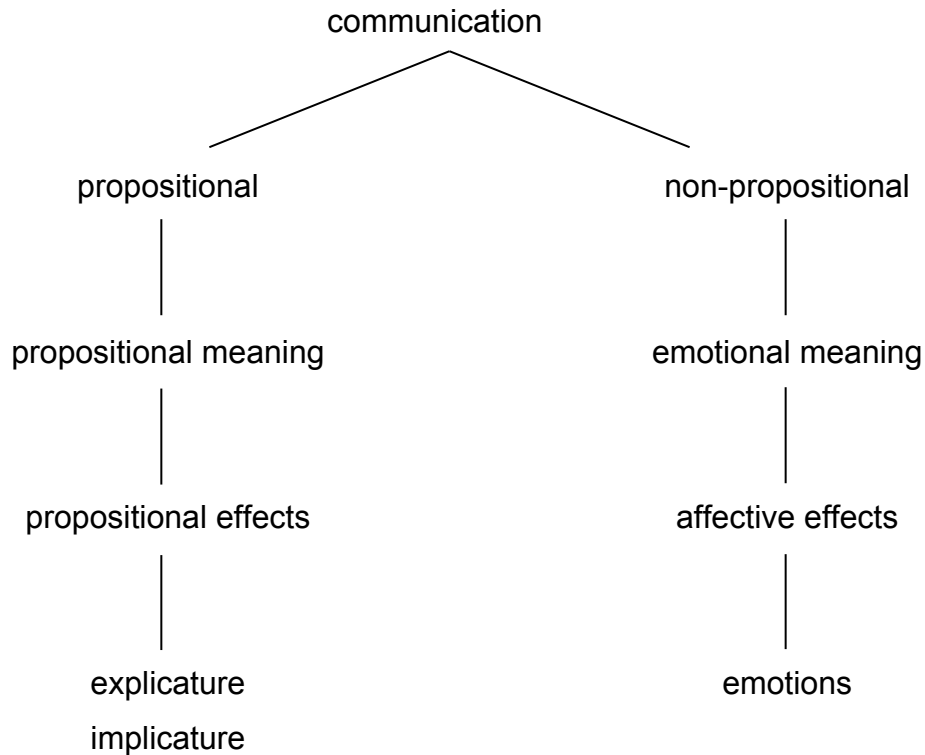 communication
propositional
non-propositional
propositional meaning
emotional meaning
propositional effects
affective effects
explicature
emotions
implicature